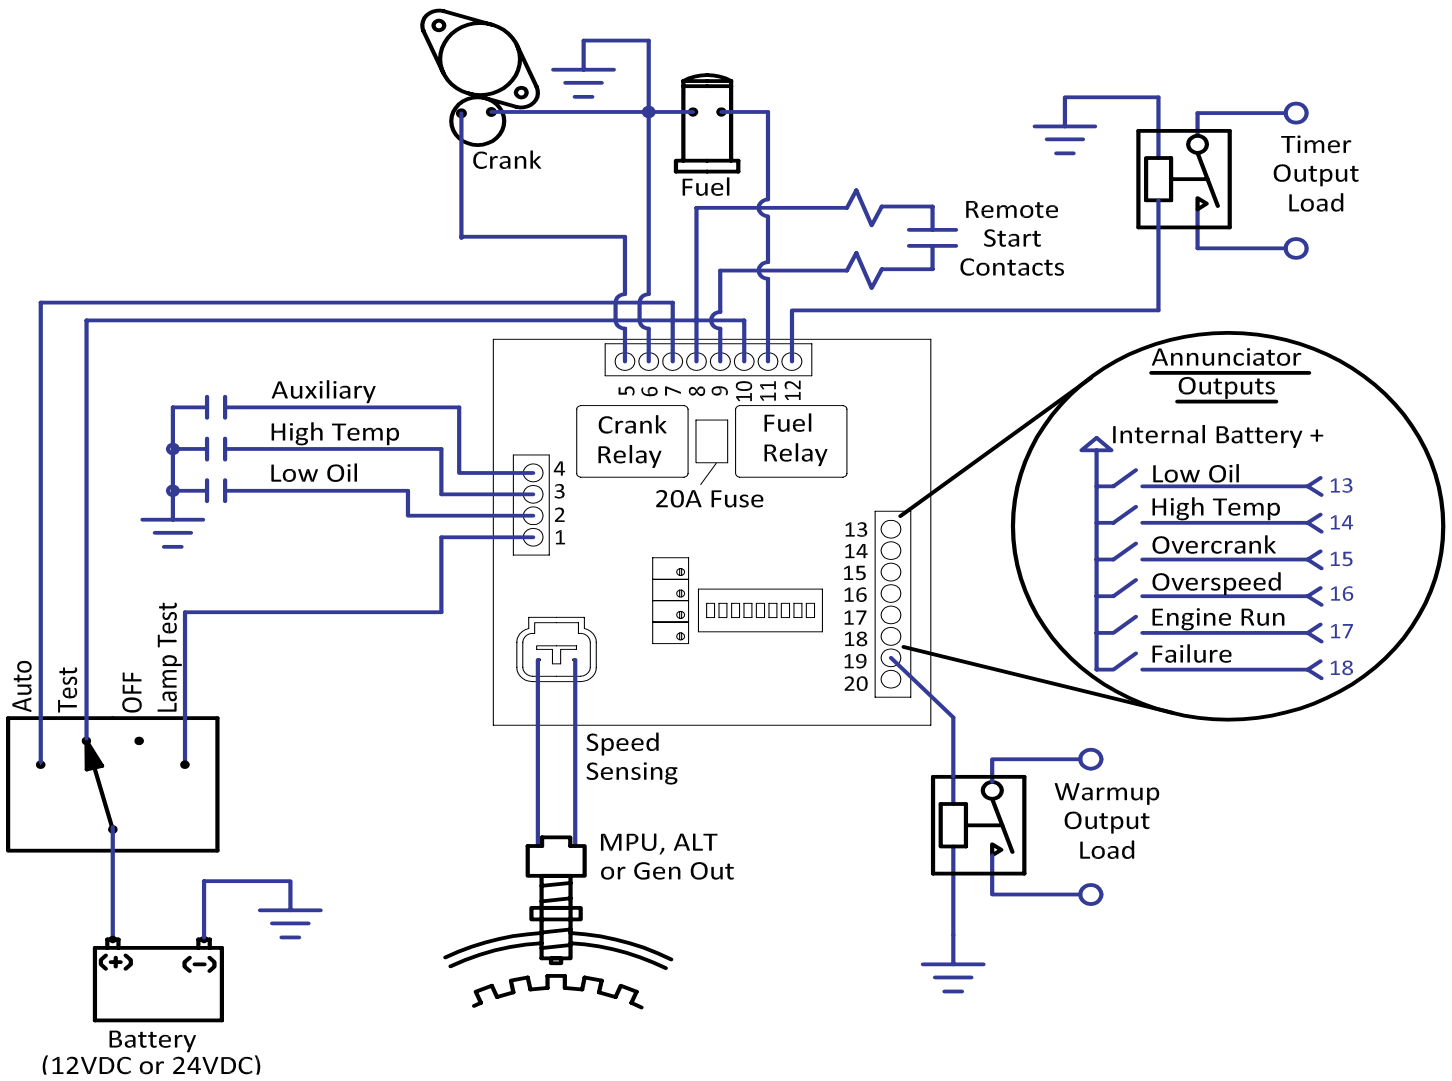 Crank
Fuel
Timer
Output
Load
Remote
Start
Contacts
5 6 7 8 9 10 11 12
Crank
Relay
Fuel
Relay
20A Fuse
Auxiliary
High Temp
Low Oil
4
3
2
1
13
14
15
16
17
18
19
20
Annunciator
Outputs
Internal Battery +
Low Oil 13
High Temp 14
Overcrank 15
Overspeed 16
Engine Run 17
Failure 18
Auto
Test
OFF
Lamp Test
Speed
Sensing
MPU, ALT
or Gen Out
Warmup
Output
Load
(+) (−)
Battery
(12VDC or 24VDC)